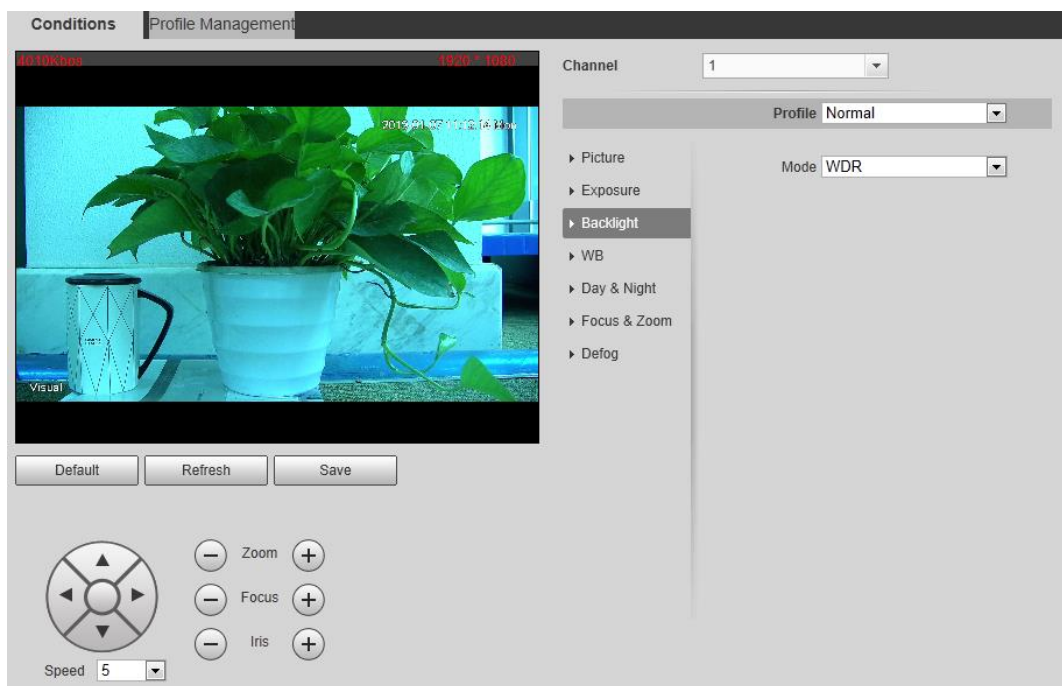 Conditions
Profile Management
4010Kbps
1920 * 1080
Visual
Default
Refresh
Save
Zoom
Focus
Iris
Speed 5
Channel 1
Profile Normal
Picture
Exposure
Backlight
WB
Day & Night
Focus & Zoom
Defog
Mode WDR